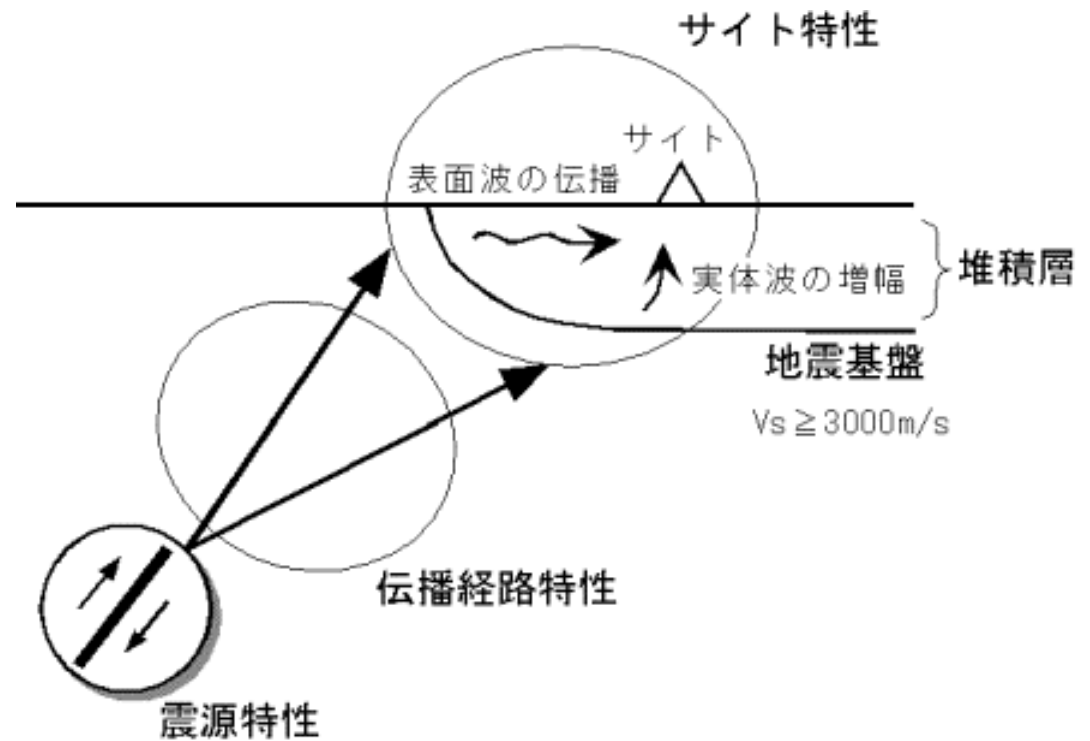 サイト特性
サイト
表面波の伝播
実体波の増幅
堆積層
地震基盤
Vs≧3000m/s
伝播経路特性
震源特性